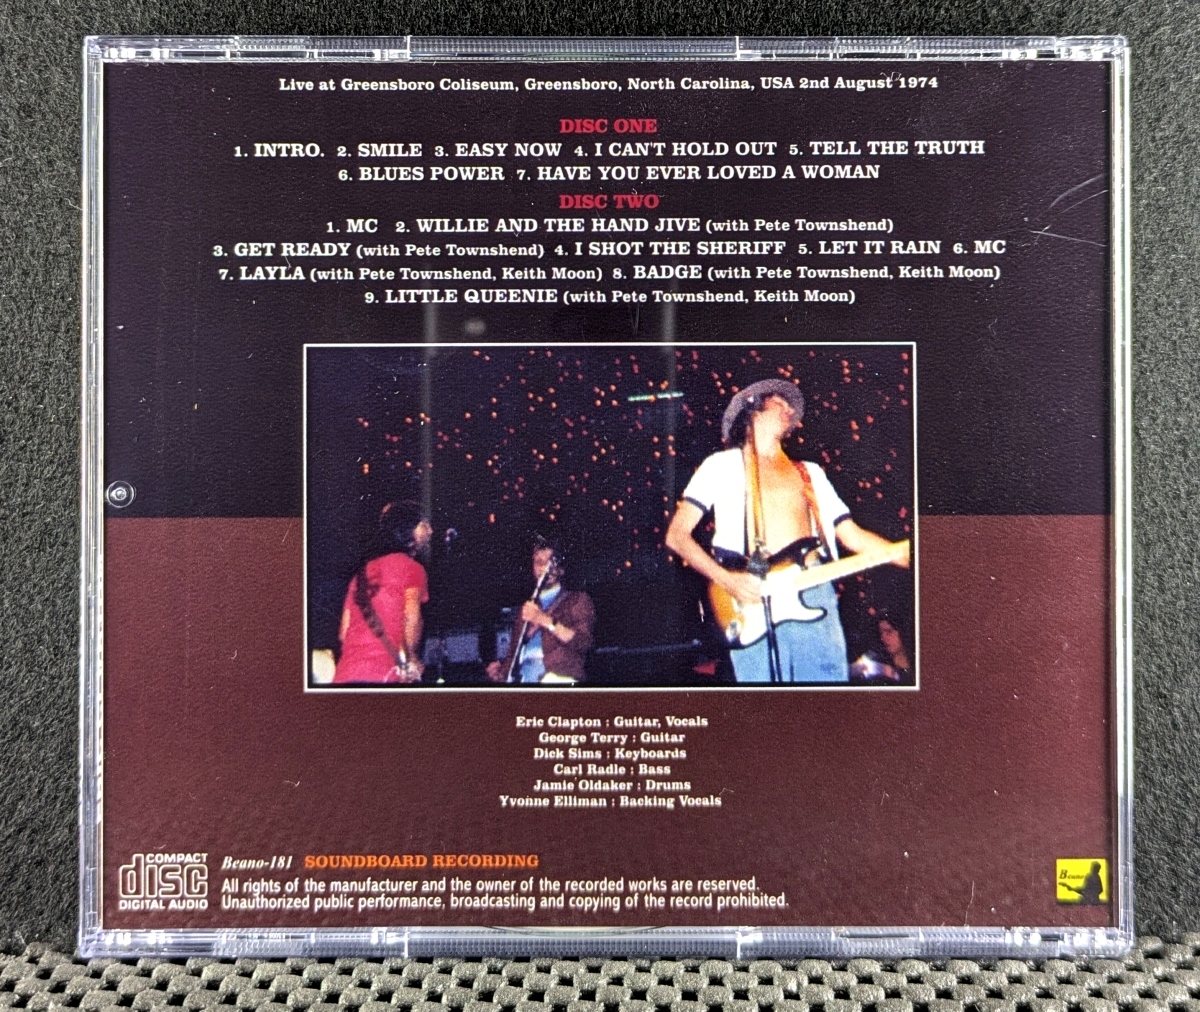 Live at Greensboro Coliseum, Greensboro, North Carolina, USA 2nd August 1974
DISC ONE
1. INTRO. 2. SMILE 3. EASY NOW 4. I CAN'T HOLD OUT 5. TELL THE TRUTH
6. BLUES POWER 7. HAVE YOU EVER LOVED A WOMAN
DISC TWO
1. MC 2. WILLIE AND THE HAND JIVE (with Pete Townshend)
3. GET READY (with Pete Townshend) 4. I SHOT THE SHERIFF 5. LET IT RAIN 6. MC
7. LAYLA (with Pete Townshend, Keith Moon) 8. BADGE (with Pete Townshend, Keith Moon)
9. LITTLE QUEENIE (with Pete Townshend, Keith Moon)
Eric Clapton : Guitar, Vocals
George Terry : Guitar
Dick Sims : Keyboards
Carl Radle : Bass
Jamie Oldaker : Drums
Yvonne Elliman : Backing Vocals
COMPACT
disc
DIGITAL AUDIO
Beano-181 SOUNDBOARD RECORDING
All rights of the manufacturer and the owner of the recorded works are reserved.
Unauthorized public performance, broadcasting and copying of the record prohibited.
Beano